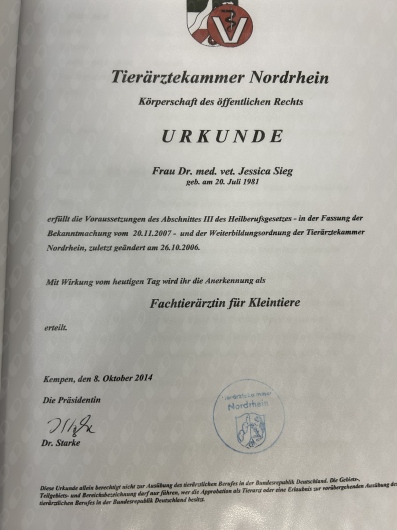 V
Tierärztekammer Nordrhein
Körperschaft des öffentlichen Rechts
URKUNDE
Frau Dr. med. vet. Jessica Sieg
geb. am 20. Juli 1981
erfüllt die Voraussetzungen des Abschnittes III des Heilberufsgesetzes - in der Fassung der
Bekanntmachung vom 20.11.2007 - und der Weiterbildungsordnung der Tierärztekammer
Nordrhein, zuletzt geändert am 26.10.2006.
Mit Wirkung vom heutigen Tag wird ihr die Anerkennung als
Fachtierärztin für Kleintiere
erteilt.
Kempen, den 8. Oktober 2014
Die Präsidentin
Dr. Starke
Nordrhein
Diese Urkunde allein berechtigt nicht zur Ausübung des tierärztlichen Berufes in der Bundesrepublik Deutschland. Die Gebiets-,
Teilgebiets- und Bereichsbezeichnung darf nur führen, wer die Approbation als Tierarzt oder eine Erlaubnis zur vorübergehenden Ausübung des
tierärztlichen Berufes in der Bundesrepublik Deutschland besitzt.